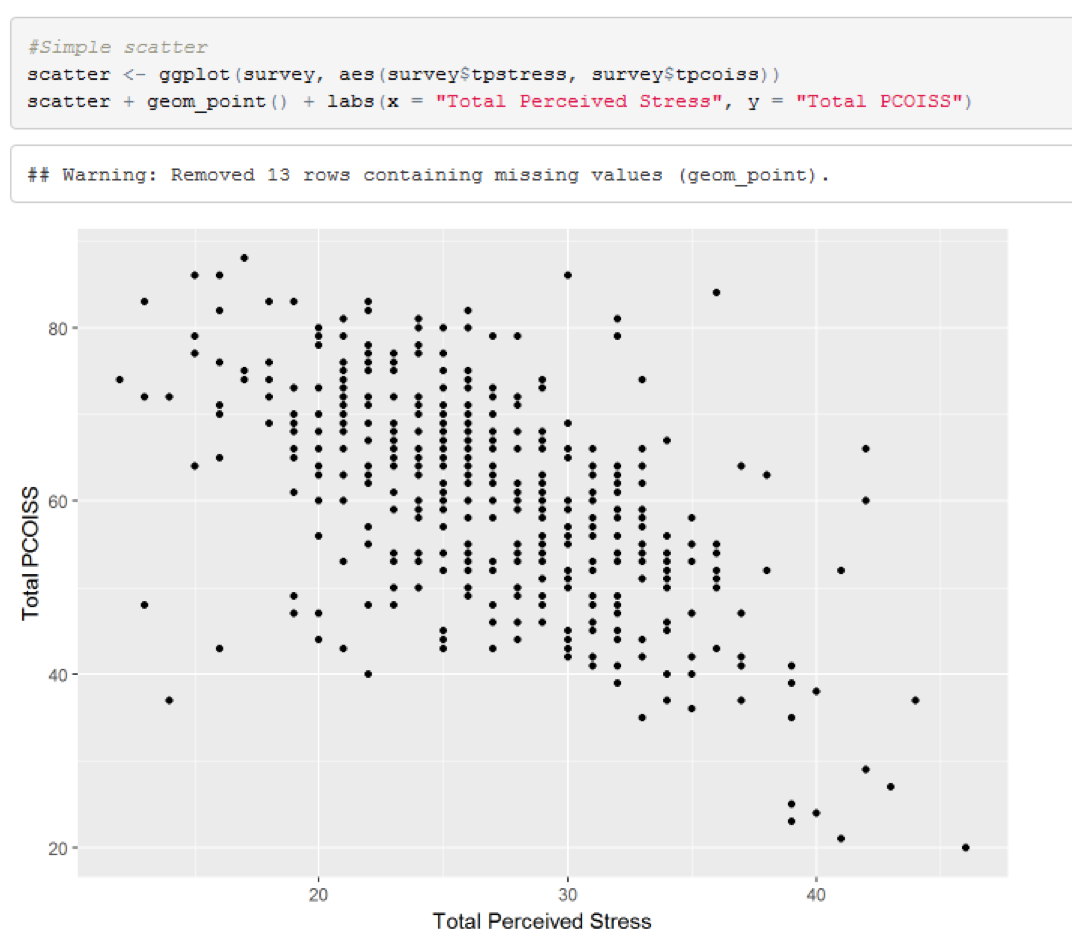 #Simple scatter
scatter <- ggplot(survey, aes(survey$tpstress, survey$tpcoiss))
scatter + geom_point() + labs(x = "Total Perceived Stress", y = "Total PCOISS")
## Warning: Removed 13 rows containing missing values (geom_point).
80
60
40
20
Total PCOISS
20 30 40
Total Perceived Stress